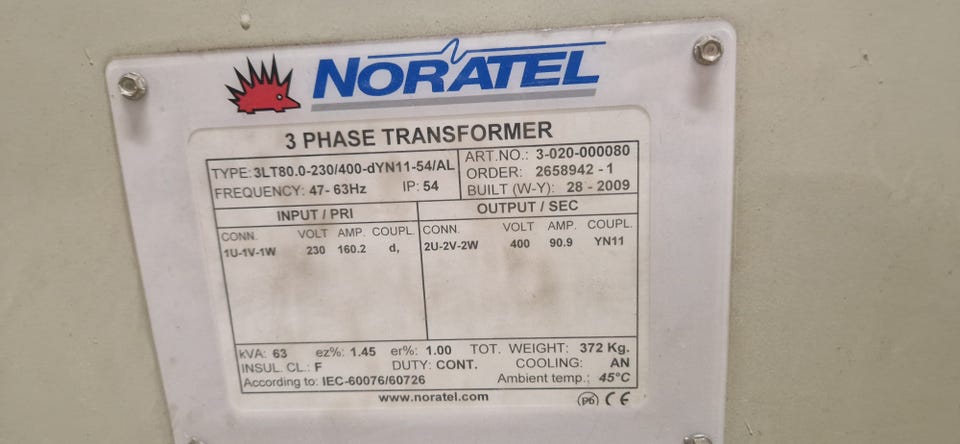 NORATEL
3 PHASE TRANSFORMER
TYPE: 3LT80.0-230/400-dYN11-54/AL
FREQUENCY: 47- 63Hz IP: 54
ART.NO.: 3-020-000080
ORDER: 2658942 - 1
BUILT (W-Y): 28 - 2009
INPUT / PRI
CONN. VOLT AMP. COUPL.
1U-1V-1W 230 160.2 d,
OUTPUT / SEC
CONN. VOLT AMP. COUPL.
2U-2V-2W 400 90.9 YN11
kVA: 63 ez%: 1.45 er%: 1.00 TOT. WEIGHT: 372 Kg.
INSUL. CL.: F DUTY: CONT. COOLING: AN
According to: IEC-60076/60726 Ambient temp.: 45°C
www.noratel.com
Pb CE